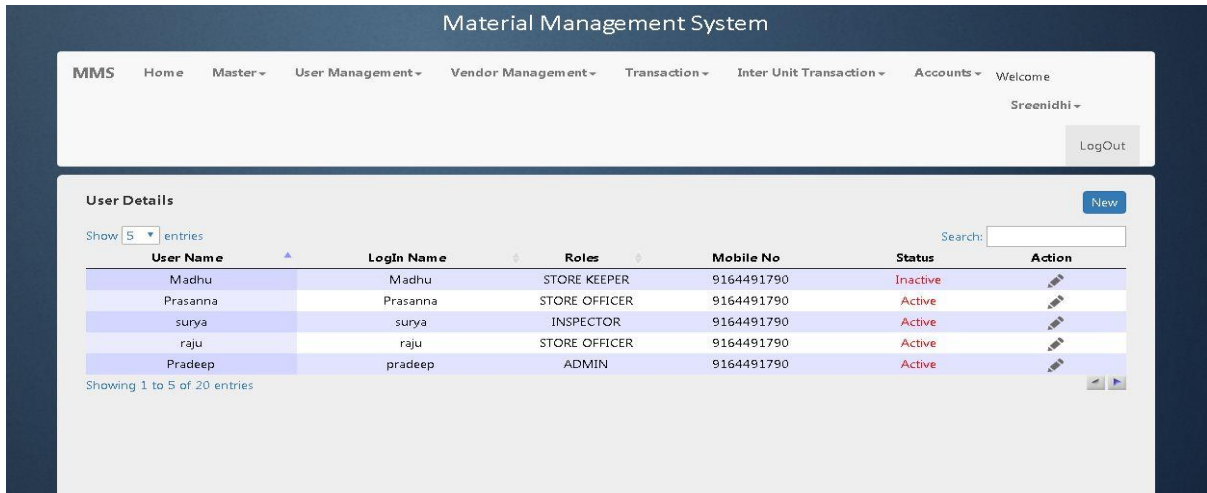 Material Management System
MMS Home Master User Management Vendor Management Transaction Inter Unit Transaction Accounts Welcome
Sreenidhi
LogOut
User Details New
Show 5 entries Search:
User Name LogIn Name Roles Mobile No Status Action
Madhu Madhu STORE KEEPER 9164491790 Inactive
Prasanna Prasanna STORE OFFICER 9164491790 Active
surya surya INSPECTOR 9164491790 Active
raju raju STORE OFFICER 9164491790 Active
Pradeep pradeep ADMIN 9164491790 Active
Showing 1 to 5 of 20 entries